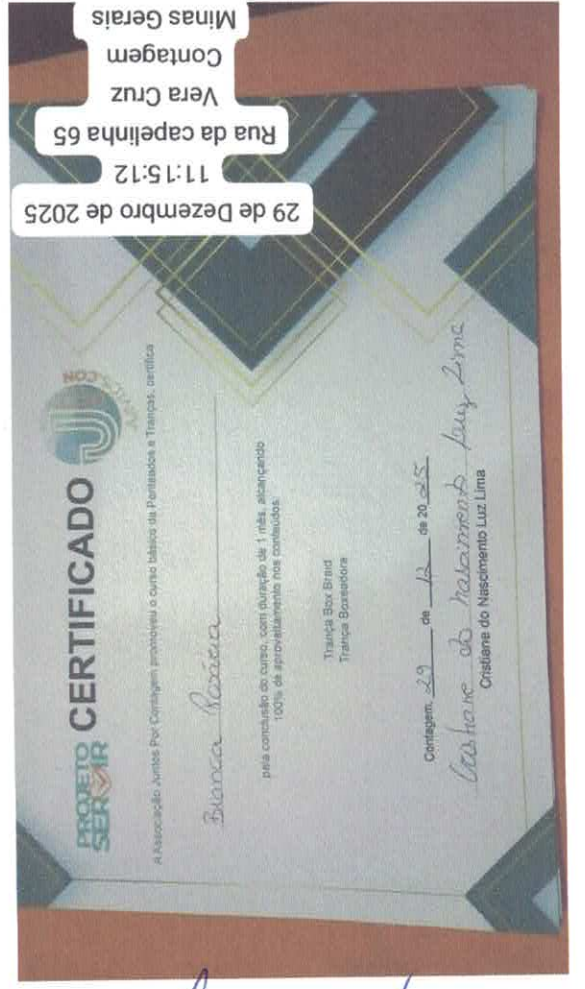 29 de Dezembro de 2025
11:15:12
Rua da capelinha 65
Vera Cruz
Contagem
Minas Gerais
PROJETO
SERVIR
CERTIFICADO
A Associação Juntos Por Contagem promoveu o curso básico da Penteados e Tranças, certifica
Bianca
pela conclusão do curso, com duração de 1 mês, alcançando
100% de aproveitamento nos conteúdos.
Trança Box Braid
Trança Boxeadora
Contagem, 29 de 12 de 2025
Cristiane do Nascimento Luz Lima
Cristiane do Nascimento Luz Lima